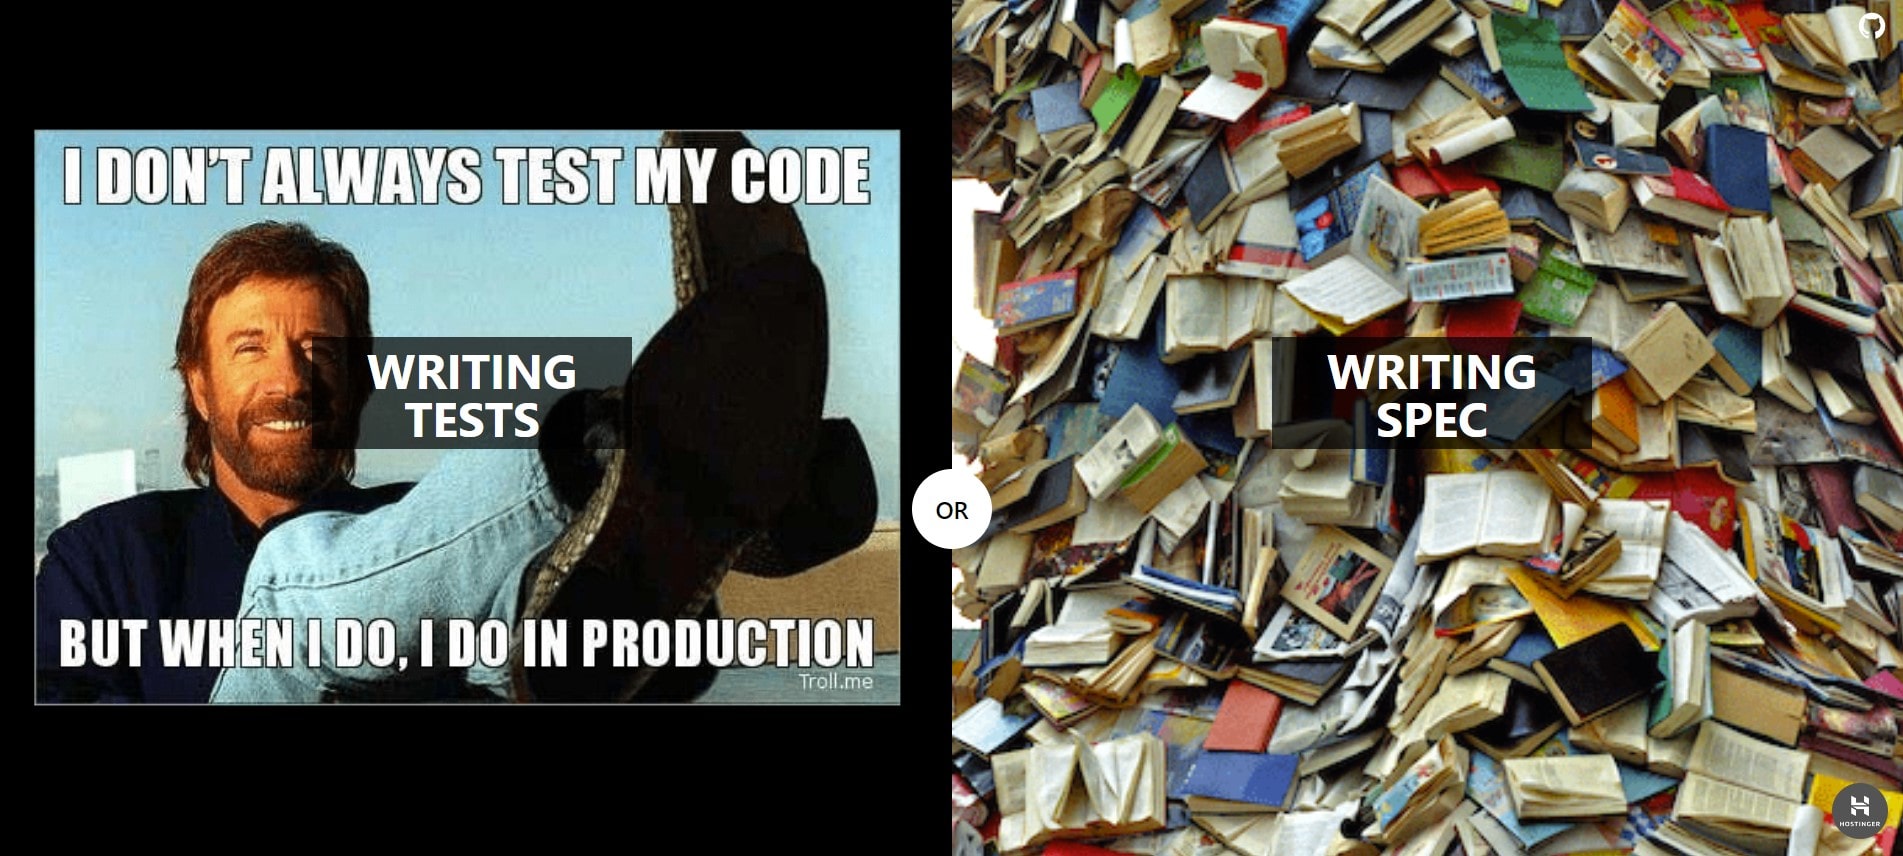 I DON'T ALWAYS TEST MY CODE
WRITING
TESTS
BUT WHEN I DO, I DO IN PRODUCTION
Troll.me
OR
WRITING
SPEC
HOSTINGER